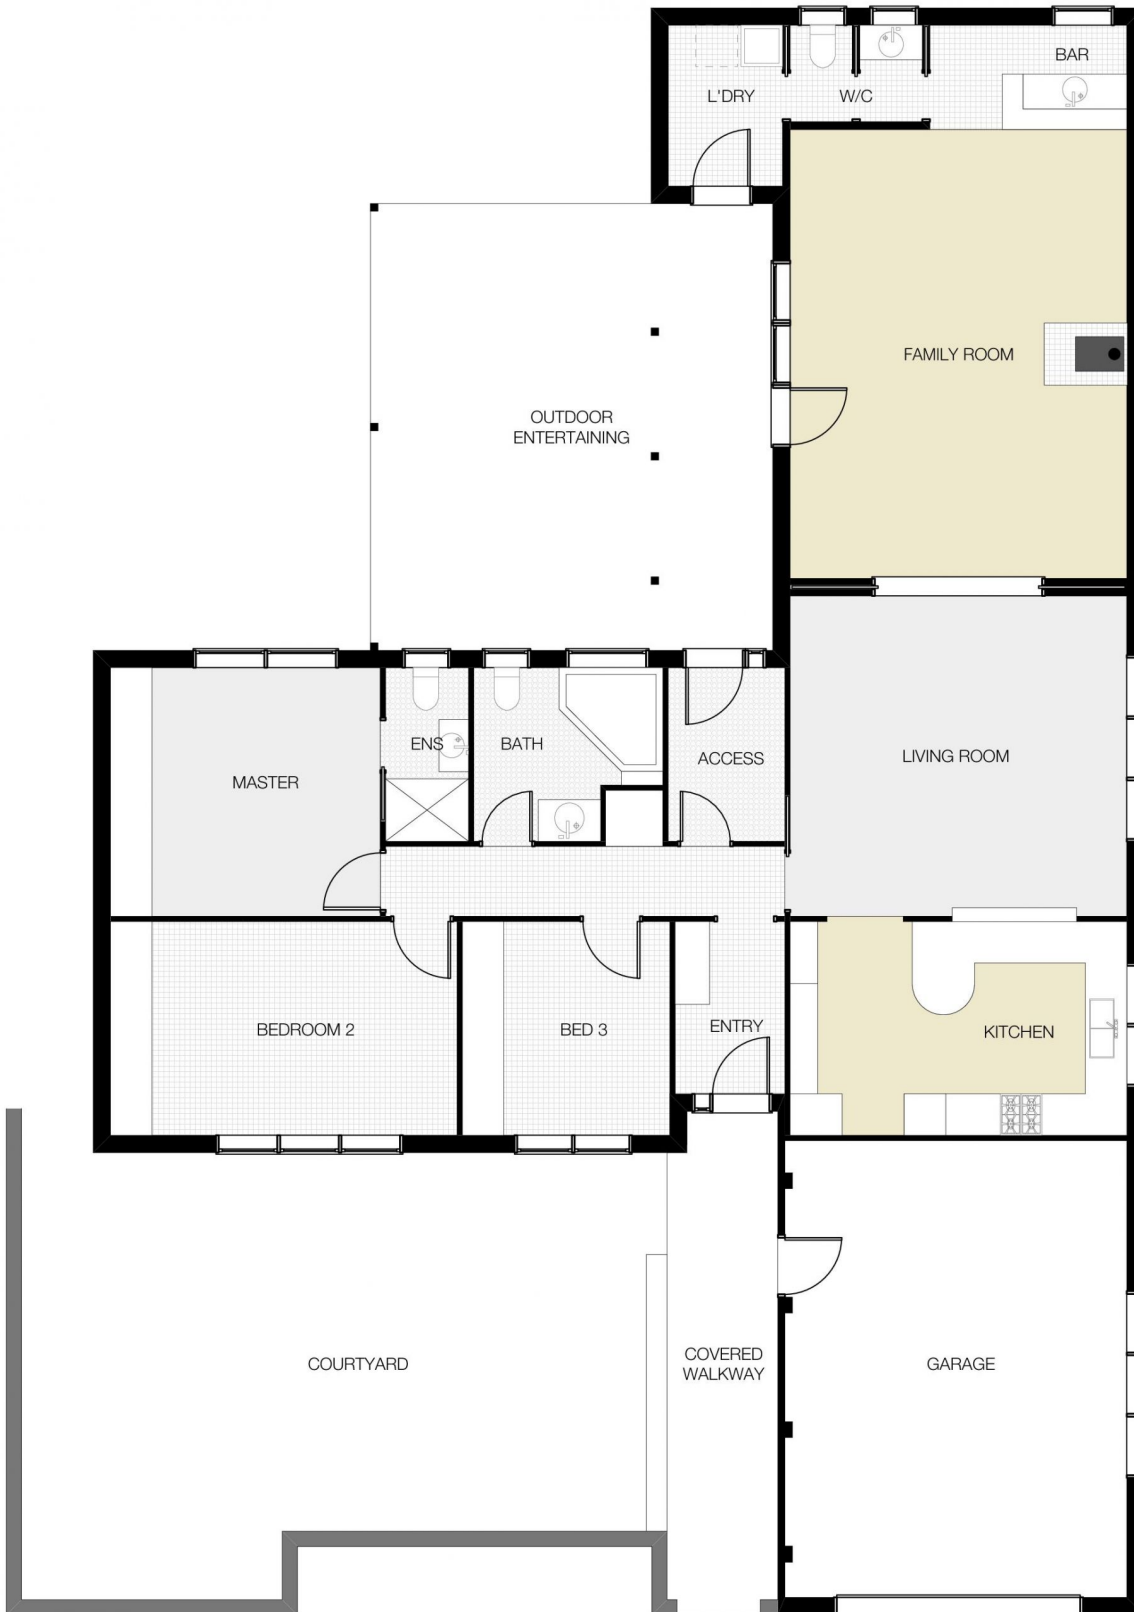 BAR
L'DRY
W/C
FAMILY ROOM
OUTDOOR
ENTERTAINING
ENS
BATH
ACCESS
LIVING ROOM
MASTER
BEDROOM 2
BED 3
ENTRY
KITCHEN
COURTYARD
COVERED
WALKWAY
GARAGE